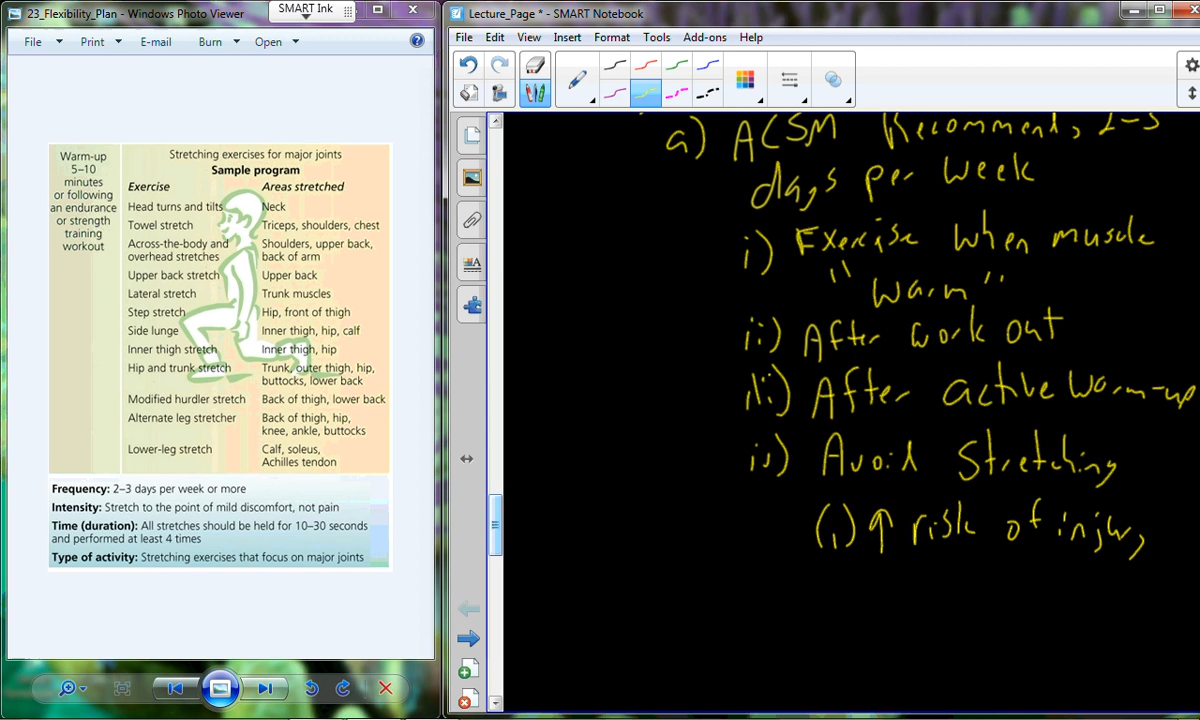 23_Flexibility_Plan - Windows Photo Viewer
SMART Ink
File Print E-mail Burn Open
Warm-up
5–10
minutes
or following
an endurance
or strength
training
workout
Stretching exercises for major joints
Sample program
Exercise Areas stretched
Head turns and tilts Neck
Towel stretch Triceps, shoulders, chest
Across-the-body and Shoulders, upper back,
overhead stretches back of arm
Upper back stretch Upper back
Lateral stretch Trunk muscles
Step stretch Hip, front of thigh
Side lunge Inner thigh, hip, calf
Inner thigh stretch Inner thigh, hip
Hip and trunk stretch Trunk, outer thigh, hip,
buttocks, lower back
Modified hurdler stretch Back of thigh, lower back
Alternate leg stretcher Back of thigh, hip,
knee, ankle, buttocks
Lower-leg stretch Calf, soleus,
Achilles tendon
Frequency: 2–3 days per week or more
Intensity: Stretch to the point of mild discomfort, not pain
Time (duration): All stretches should be held for 10–30 seconds
and performed at least 4 times
Type of activity: Stretching exercises that focus on major joints
Lecture_Page * - SMART Notebook
File Edit View Insert Format Tools Add-ons Help
a) ACSM Recommends 2-3
days per week
i) Exercise when muscle
"warm"
ii) After work out
iii) After active warm-up
iv) Avoid Stretching
(i) ↑ risk of injury